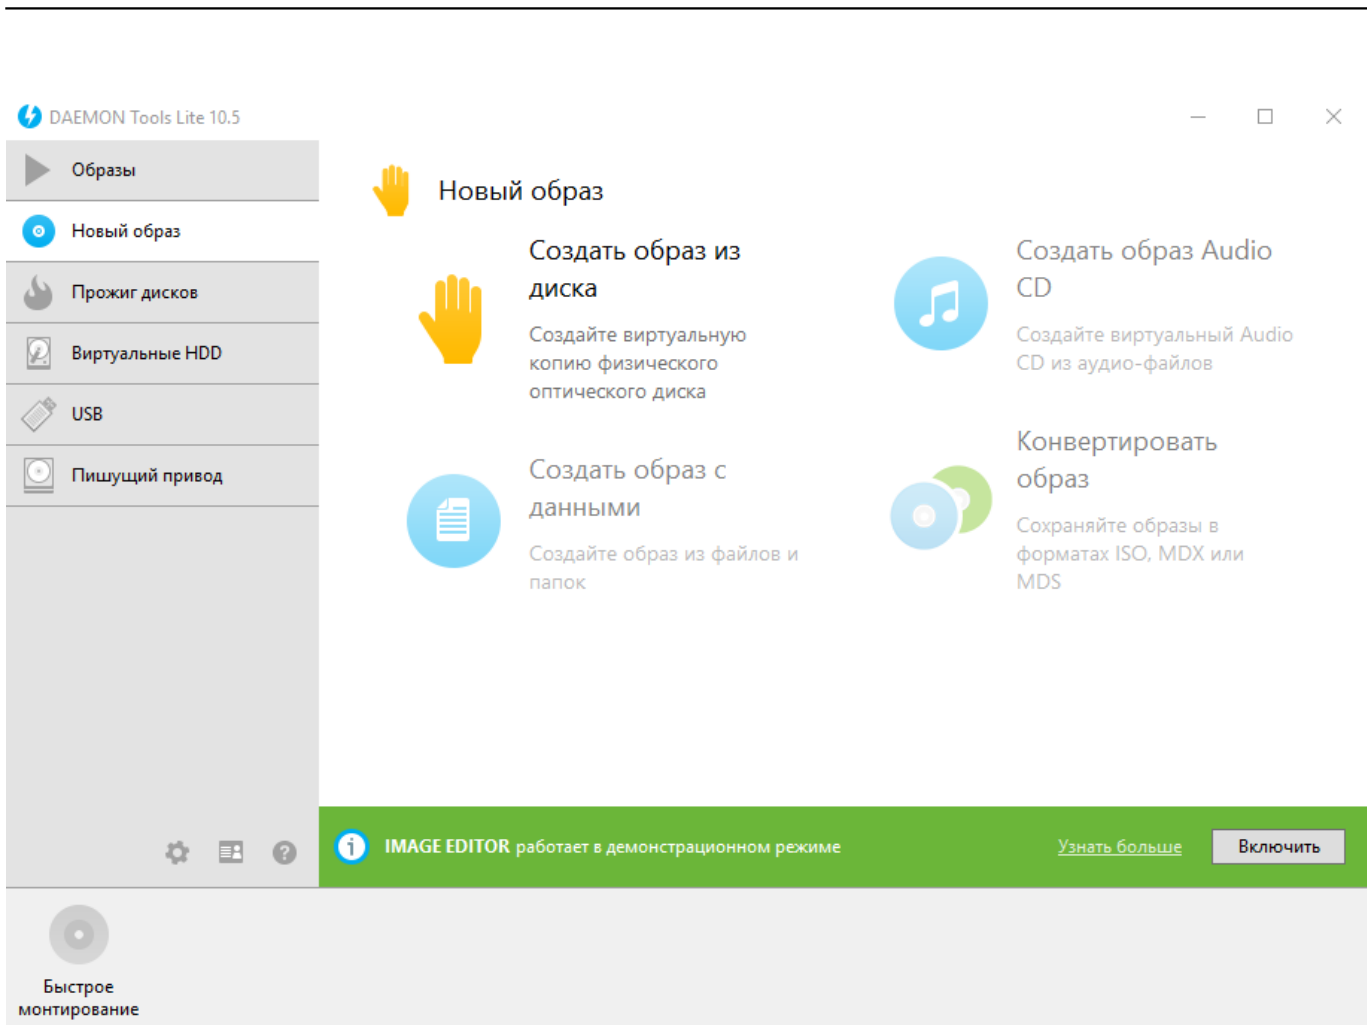 DAEMON Tools Lite 10.5
Образы
Новый образ
Прожиг дисков
Виртуальные HDD
USB
Пишущий привод
Новый образ
Создать образ из
диска
Создайте виртуальную
копию физического
оптического диска
Создать образ Audio
CD
Создайте виртуальный Audio
CD из аудио-файлов
Создать образ с
данными
Создайте образ из файлов и
папок
Конвертировать
образ
Сохраняйте образы в
форматах ISO, MDX или
MDS
IMAGE EDITOR работает в демонстрационном режиме
Узнать больше
Включить
Быстрое
монтирование